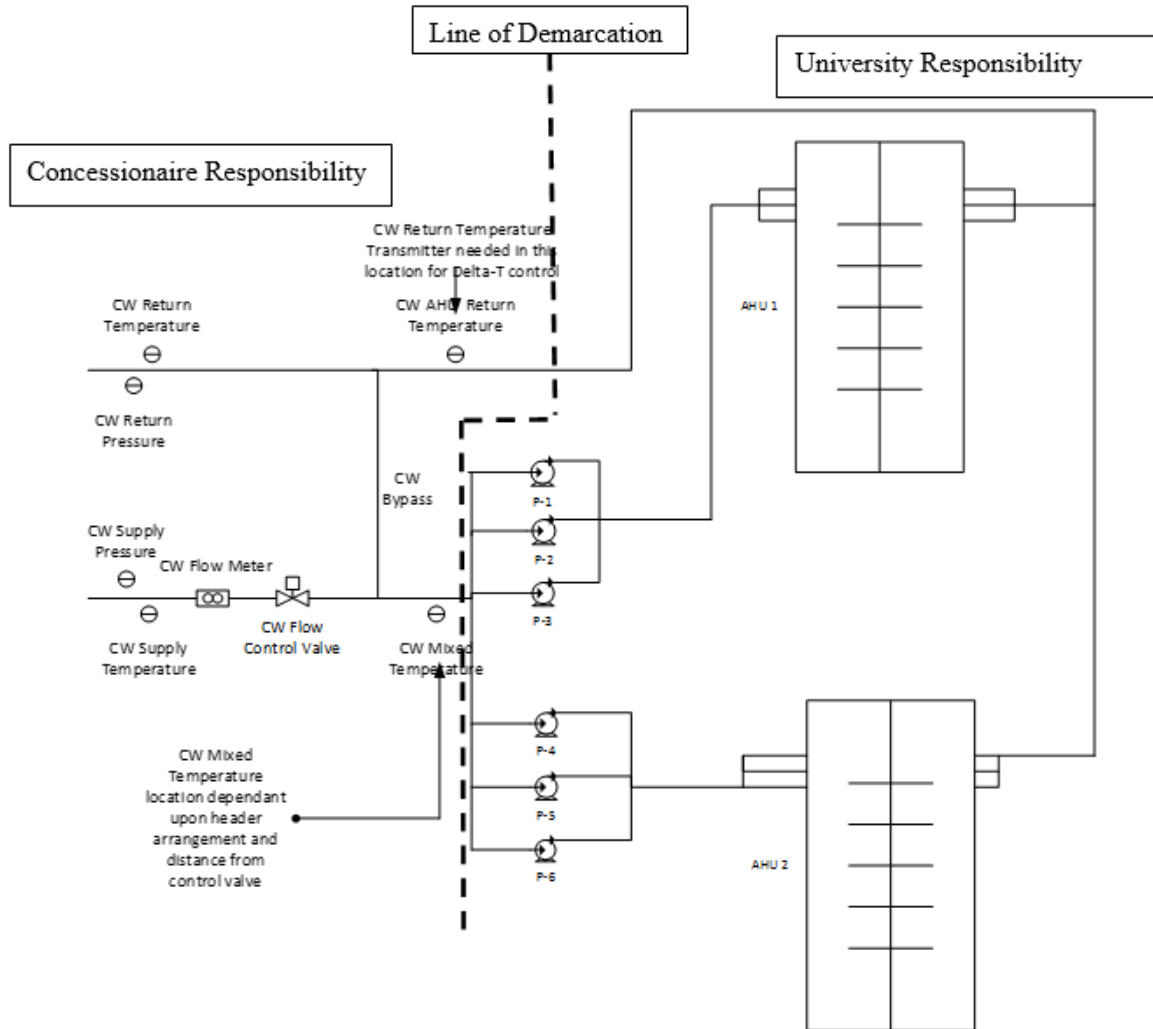 Line of Demarcation
University Responsibility
Concessionaire Responsibility
CW Return Temperature
Transmitter needed in this
location for Delta-T control
CW Return
Temperature
CW AHU Return
Temperature
AHU 1
CW Return
Pressure
CW
Bypass
P-1
CW Supply
Pressure
CW Flow Meter
P-2
P-3
CW Flow
Control Valve
CW Supply
Temperature
CW Mixed
Temperature
P-4
CW Mixed
Temperature
location dependant
upon header
arrangement and
distance from
control valve
P-5
P-6
AHU 2